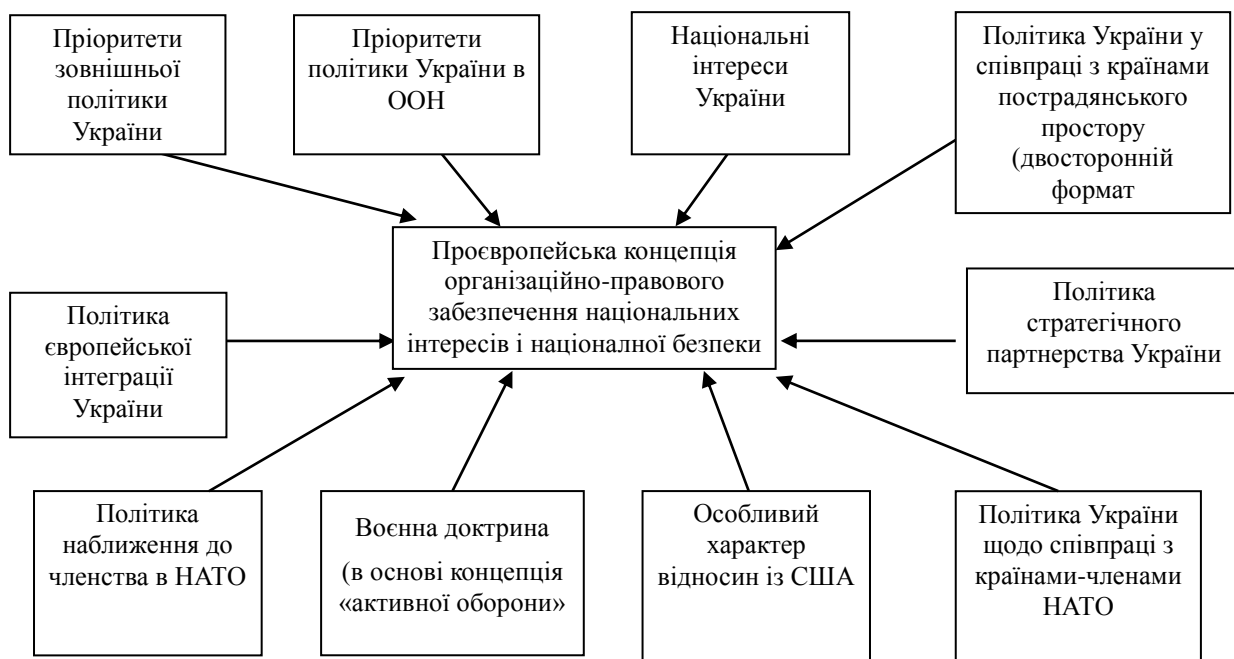 Пріоритети
зовнішньої
політики
України
Пріоритети
політики України в
ООН
Національні
інтереси
України
Політика України у
співпраці з країнами
пострадянського
простору
(двосторонній
формат
Проєвропейська концепція
організаційно-правового
забезпечення національних
інтересів і націоналної безпеки
Політика
європейської
інтеграції
України
Політика
стратегічного
партнерства України
Політика
наближення до
членства в НАТО
Воєнна доктрина
(в основі концепція
«активної оборони»
Особливий
характер
відносин із США
Політика України
щодо співпраці з
країнами-членами
НАТО